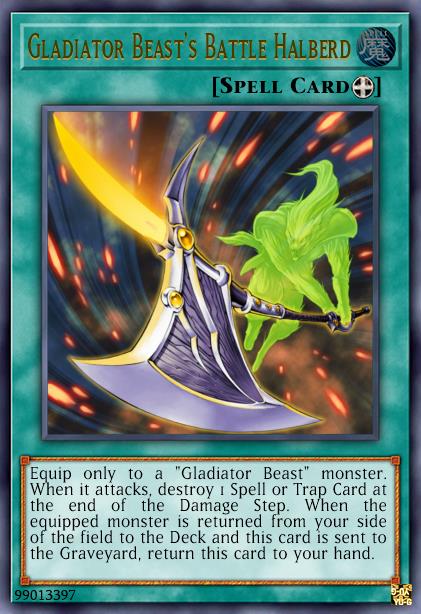 Gladiator Beast's Battle Halberd 魔
[Spell Card]
Equip only to a "Gladiator Beast" monster.
When it attacks, destroy 1 Spell or Trap Card at
the end of the Damage Step. When the
equipped monster is returned from your side
of the field to the Deck and this card is sent to
the Graveyard, return this card to your hand.
99013397